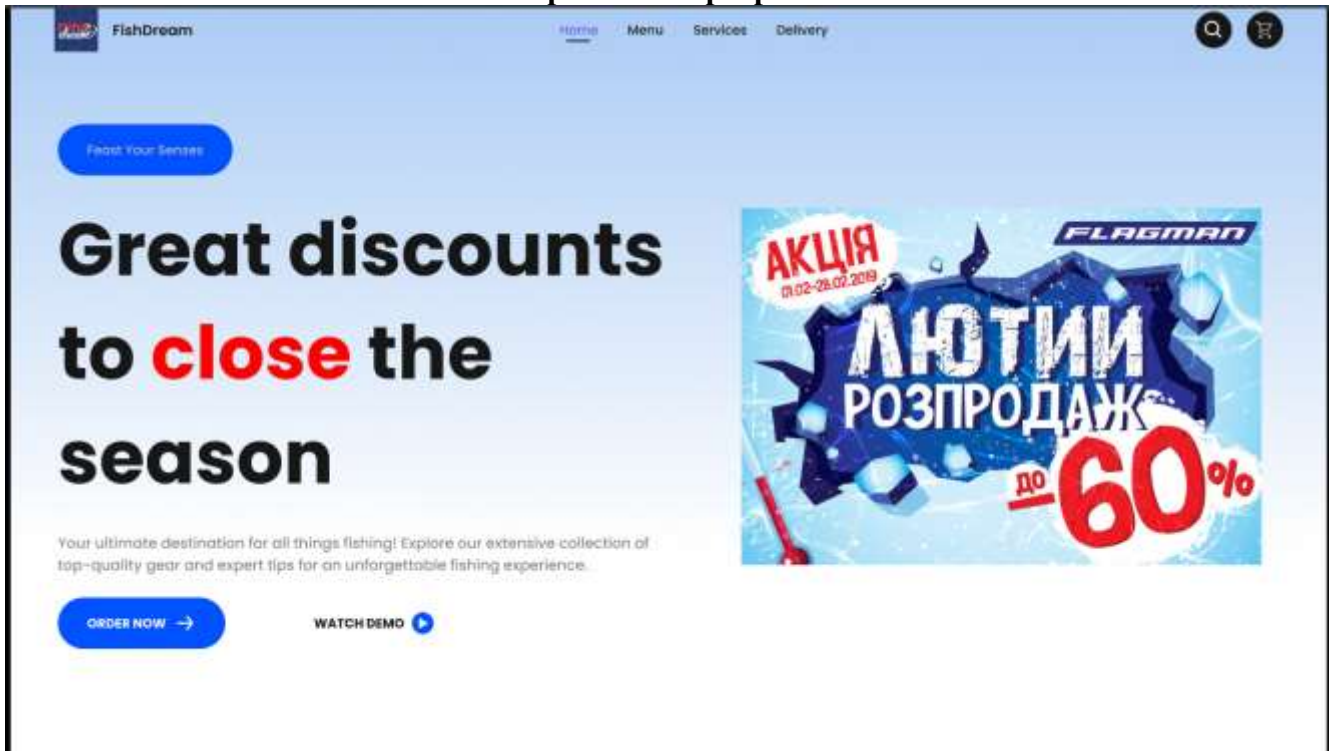 FishDream
Home Menu Services Delivery
Feast Your Senses
Great discounts
to close the
season
Your ultimate destination for all things fishing! Explore our extensive collection of
top-quality gear and expert tips for an unforgettable fishing experience.
ORDER NOW
WATCH DEMO
АКЦІЯ
01.02-28.02.2019
FLAGMAN
ЛЮТИЙ
РОЗПРОДАЖ
до -60%